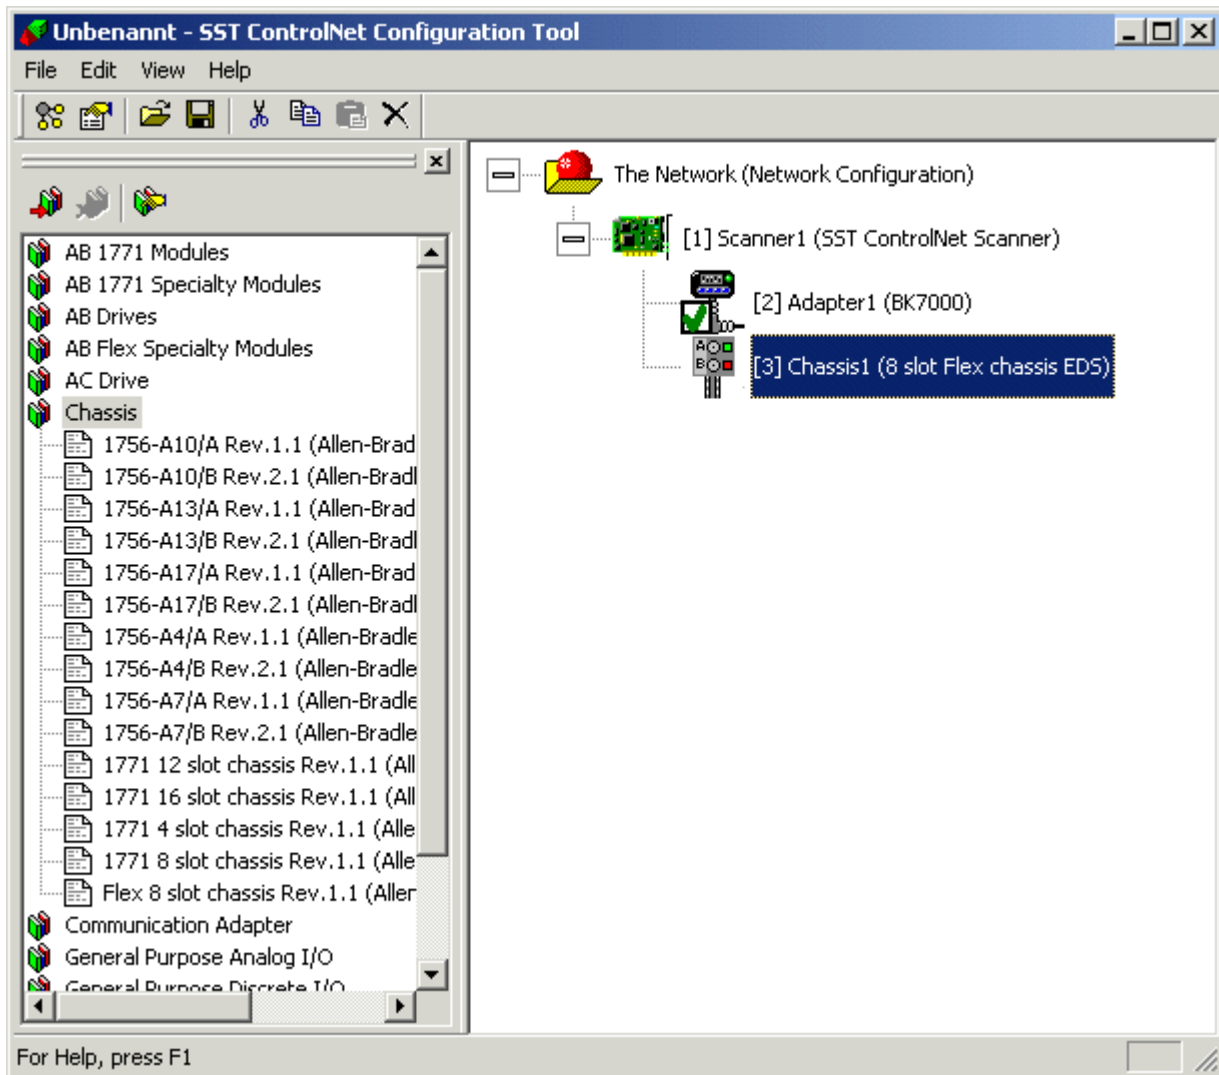 Unbenannt - SST ControlNet Configuration Tool
File Edit View Help
AB 1771 Modules
AB 1771 Specialty Modules
AB Drives
AB Flex Specialty Modules
AC Drive
Chassis
1756-A10/A Rev.1.1 (Allen-Brad
1756-A10/B Rev.2.1 (Allen-Bradl
1756-A13/A Rev.1.1 (Allen-Brad
1756-A13/B Rev.2.1 (Allen-Bradl
1756-A17/A Rev.1.1 (Allen-Brad
1756-A17/B Rev.2.1 (Allen-Bradl
1756-A4/A Rev.1.1 (Allen-Bradle
1756-A4/B Rev.2.1 (Allen-Bradle
1756-A7/A Rev.1.1 (Allen-Bradle
1756-A7/B Rev.2.1 (Allen-Bradle
1771 12 slot chassis Rev.1.1 (All
1771 16 slot chassis Rev.1.1 (All
1771 4 slot chassis Rev.1.1 (Alle
1771 8 slot chassis Rev.1.1 (Alle
Flex 8 slot chassis Rev.1.1 (Aller
Communication Adapter
General Purpose Analog I/O
General Purpose Discrete I/O
The Network (Network Configuration)
[1] Scanner1 (SST ControlNet Scanner)
[2] Adapter1 (BK7000)
A
B
[3] Chassis1 (8 slot Flex chassis EDS)
For Help, press F1